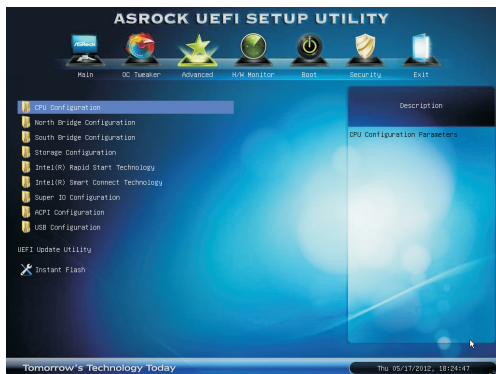 ASROCK UEFI SETUP UTILITY
ASRock
Main
OC Tweaker
Advanced
H/W Monitor
Boot
Security
Exit
CPU Configuration
North Bridge Configuration
South Bridge Configuration
Storage Configuration
Intel(R) Rapid Start Technology
Intel(R) Smart Connect Technology
Super IO Configuration
ACPI Configuration
USB Configuration
UEFI Update Utility
Instant Flash
Description
CPU Configuration Parameters
Tomorrow's Technology Today
Thu 05/17/2012, 18:24:47